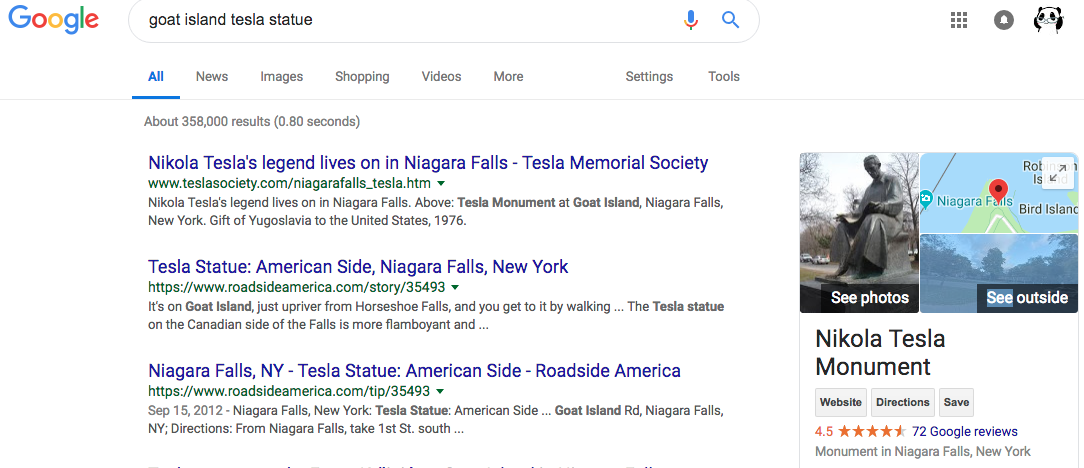 Google
goat island tesla statue
All News Images Shopping Videos More Settings Tools
About 358,000 results (0.80 seconds)
Nikola Tesla's legend lives on in Niagara Falls - Tesla Memorial Society
www.teslasociety.com/niagarafalls_tesla.htm
Nikola Tesla's legend lives on in Niagara Falls. Above: Tesla Monument at Goat Island, Niagara Falls,
New York. Gift of Yugoslavia to the United States, 1976.
Tesla Statue: American Side, Niagara Falls, New York
https://www.roadsideamerica.com/story/35493
It's on Goat Island, just upriver from Horseshoe Falls, and you get to it by walking ... The Tesla statue
on the Canadian side of the Falls is more flamboyant and ...
Niagara Falls, NY - Tesla Statue: American Side - Roadside America
https://www.roadsideamerica.com/tip/35493
Sep 15, 2012 - Niagara Falls, New York: Tesla Statue: American Side ... Goat Island Rd, Niagara Falls,
NY; Directions: From Niagara Falls, take 1st St. south ...
Niagara Falls
Bird Island
See photos
See outside
Nikola Tesla
Monument
Website Directions Save
4.5 72 Google reviews
Monument in Niagara Falls, New York